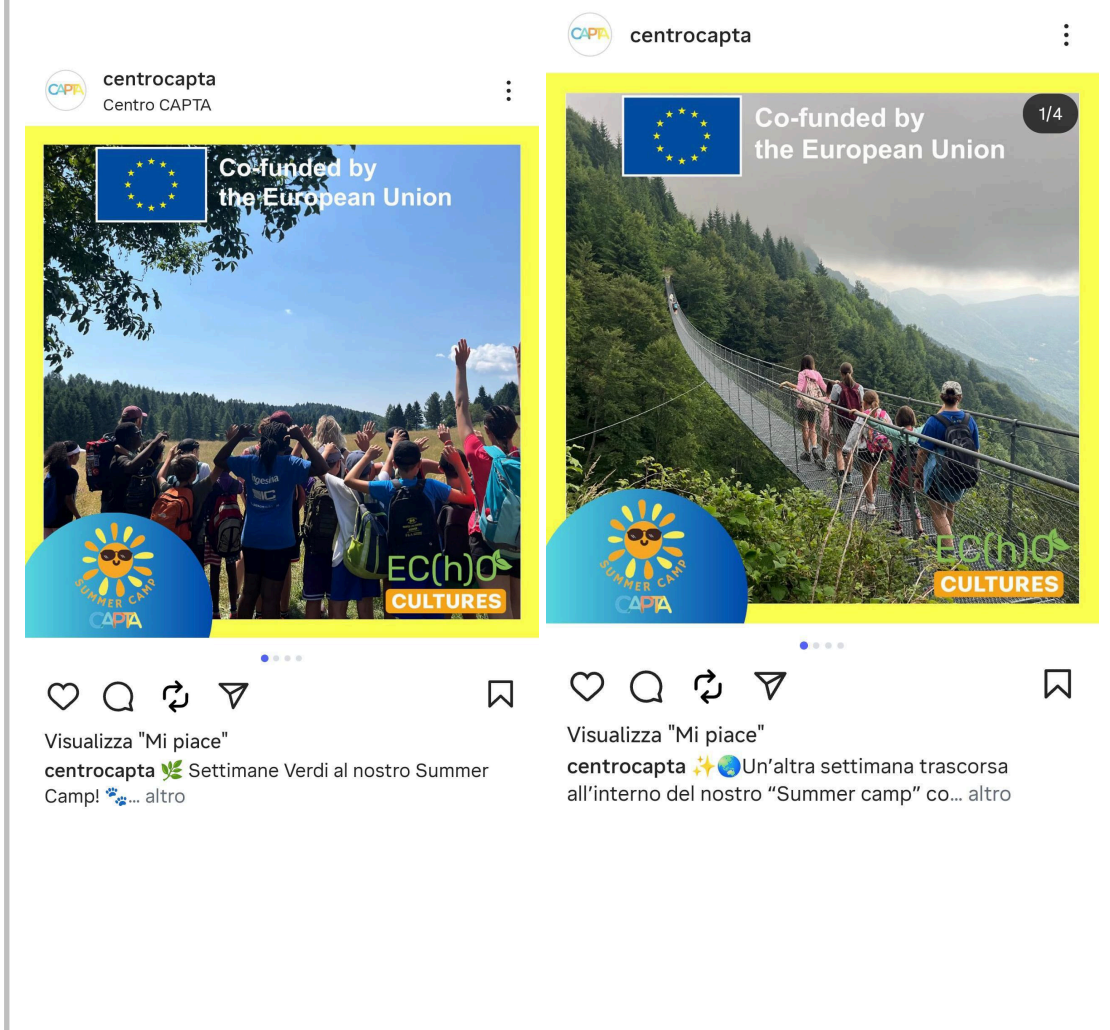 CAPTA
centrocapta
Centro CAPTA
Co-funded by
the European Union
SUMMER CAMP
CAPTA
EC(h)O
CULTURES
Visualizza "Mi piace"
centrocapta 🌿 Settimane Verdi al nostro Summer
Camp! 🐾... altro
CAPTA
centrocapta
1/4
Co-funded by
the European Union
SUMMER CAMP
CAPTA
EC(h)O
CULTURES
Visualizza "Mi piace"
centrocapta ✨🌏Un’altra settimana trascorsa
all’interno del nostro “Summer camp” co... altro